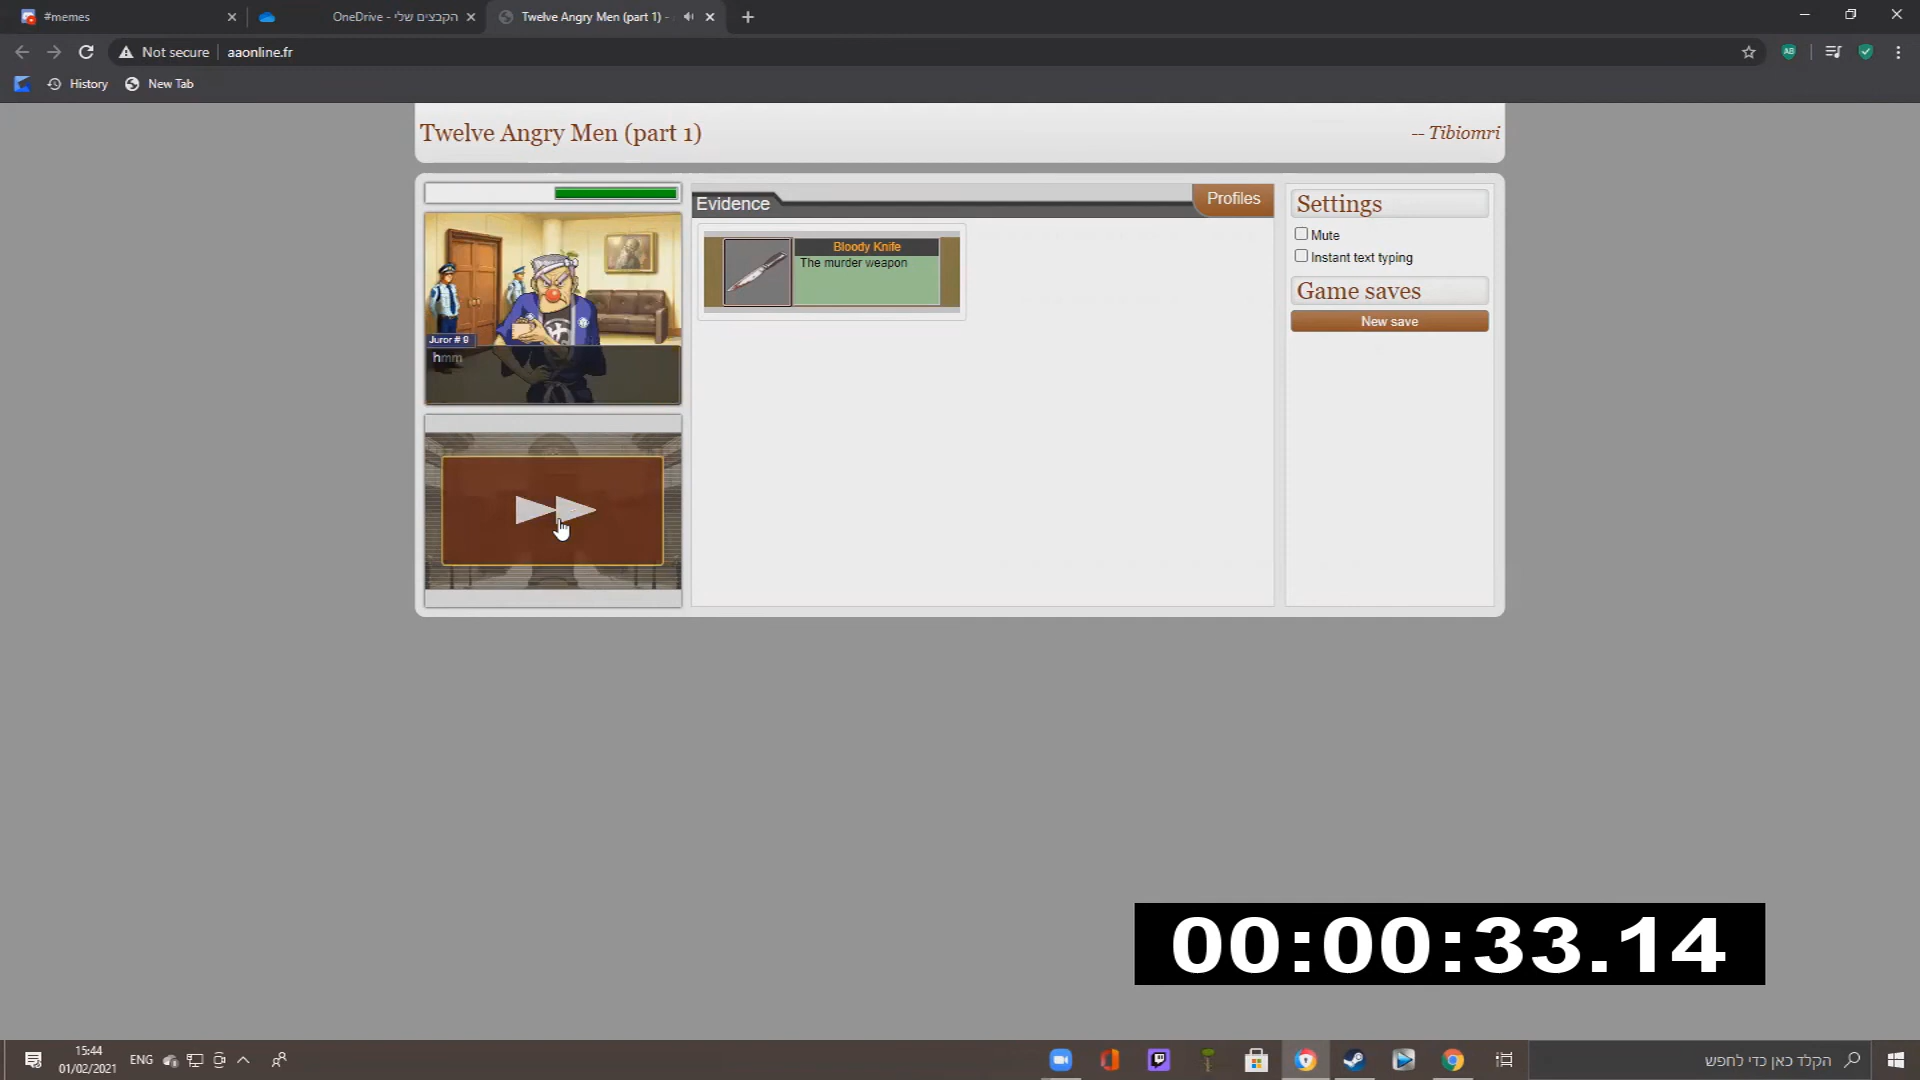 #memes
OneDrive - הקבצים שלי
Twelve Angry Men (part 1) -
Not secure
aaonline.fr
History
New Tab
Twelve Angry Men (part 1)
-- Tibiomri
Evidence
Profiles
Bloody Knife
The murder weapon
Juror # 9
hmm
Settings
Mute
Instant text typing
Game saves
New save
00:00:33.14
15:44
01/02/2021
ENG
הקלד כאן כדי לחפש